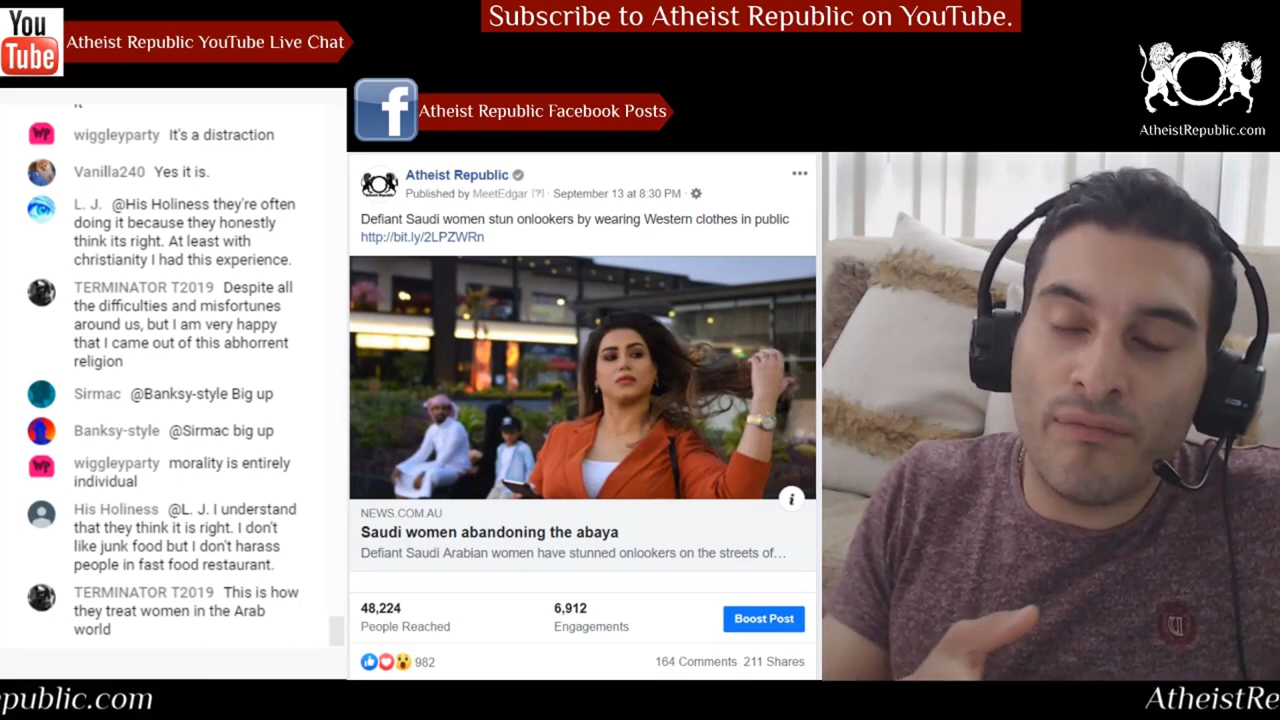 Subscribe to Atheist Republic on YouTube.
You
Tube
Atheist Republic YouTube Live Chat
AtheistRepublic.com
f
Atheist Republic Facebook Posts
WP wiggleyparty It's a distraction
Vanilla240 Yes it is.
L. J. @His Holiness they're often
doing it because they honestly
think its right. At least with
christianity I had this experience.
TERMINATOR T2019 Despite all
the difficulties and misfortunes
around us, but I am very happy
that I came out of this abhorrent
religion
Sirmac @Banksy-style Big up
Banksy-style @Sirmac big up
WP wiggleyparty morality is entirely
individual
His Holiness @L. J. I understand
that they think it is right. I don't
like junk food but I don't harass
people in fast food restaurant.
TERMINATOR T2019 This is how
they treat women in the Arab
world
Atheist Republic
Published by MeetEdgar [?] · September 13 at 8:30 PM ·
Defiant Saudi women stun onlookers by wearing Western clothes in public
http://bit.ly/2LPZWRn
i
NEWS.COM.AU
Saudi women abandoning the abaya
Defiant Saudi Arabian women have stunned onlookers on the streets of...
48,224
People Reached
6,912
Engagements
Boost Post
982
164 Comments 211 Shares
epublic.com
AtheistRe